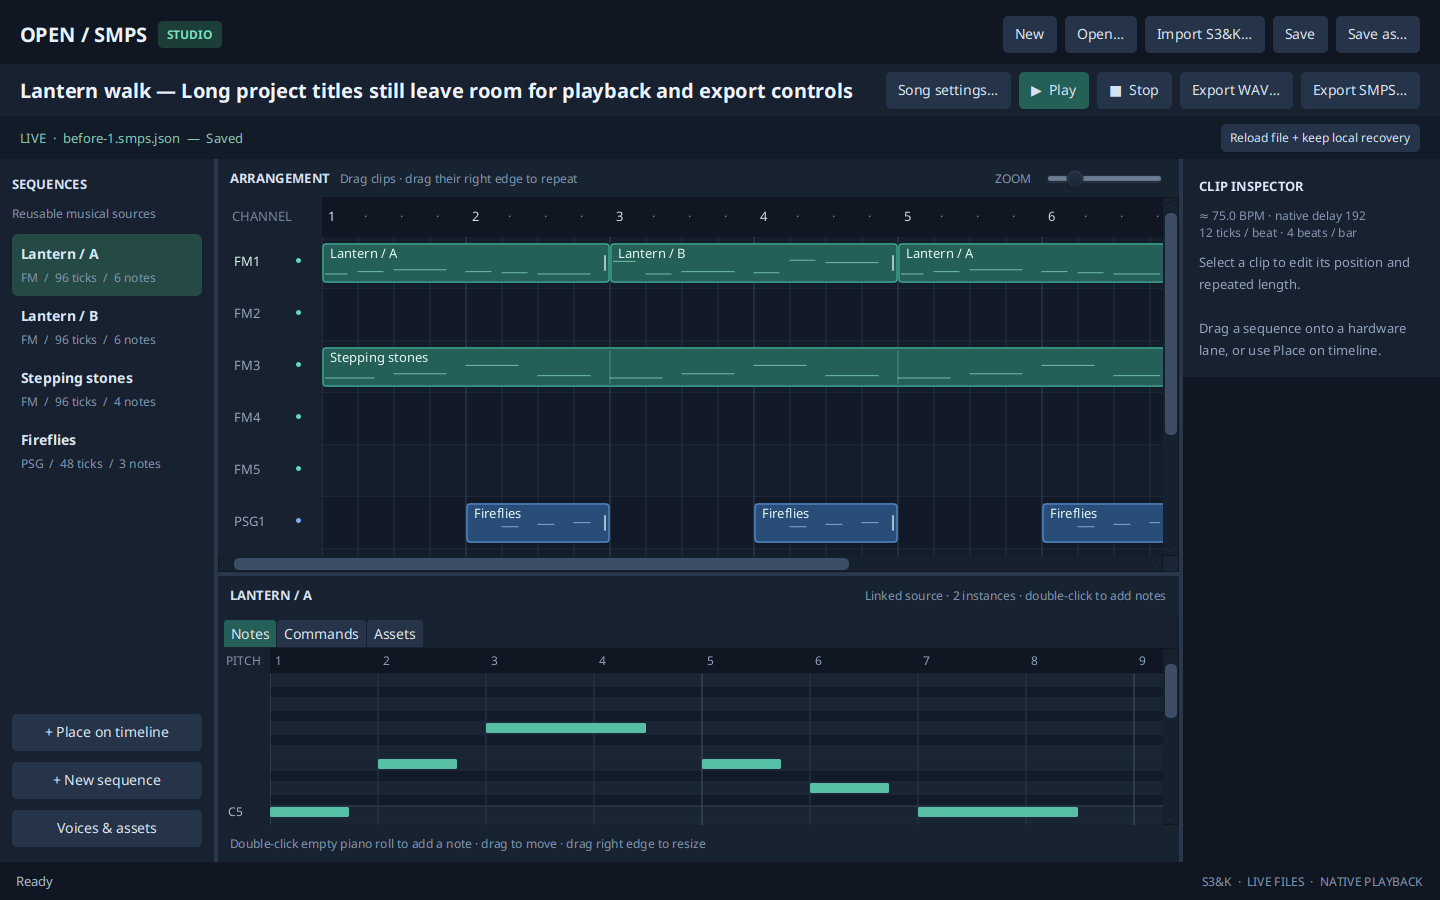 OPEN / SMPS STUDIO New Open... Import S3&K... Save Save as...
Lantern walk — Long project titles still leave room for playback and export controls Song settings... ▶ Play ■ Stop Export WAV... Export SMPS...
LIVE · before-1.smps.json — Saved Reload file + keep local recovery
SEQUENCES
Reusable musical sources
Lantern / A
FM / 96 ticks / 6 notes
Lantern / B
FM / 96 ticks / 6 notes
Stepping stones
FM / 96 ticks / 4 notes
Fireflies
PSG / 48 ticks / 3 notes
+ Place on timeline
+ New sequence
Voices & assets
ARRANGEMENT Drag clips · drag their right edge to repeat ZOOM
CHANNEL 1 2 3 4 5 6
FM1 Lantern / A Lantern / B Lantern / A
FM2
FM3 Stepping stones
FM4
FM5
PSG1 Fireflies Fireflies Fireflies
LANTERN / A Linked source · 2 instances · double-click to add notes
Notes Commands Assets
PITCH 1 2 3 4 5 6 7 8 9
C5
Double-click empty piano roll to add a note · drag to move · drag right edge to resize
CLIP INSPECTOR
≈ 75.0 BPM · native delay 192
12 ticks / beat · 4 beats / bar
Select a clip to edit its position and
repeated length.
Drag a sequence onto a hardware
lane, or use Place on timeline.
Ready S3&K · LIVE FILES · NATIVE PLAYBACK